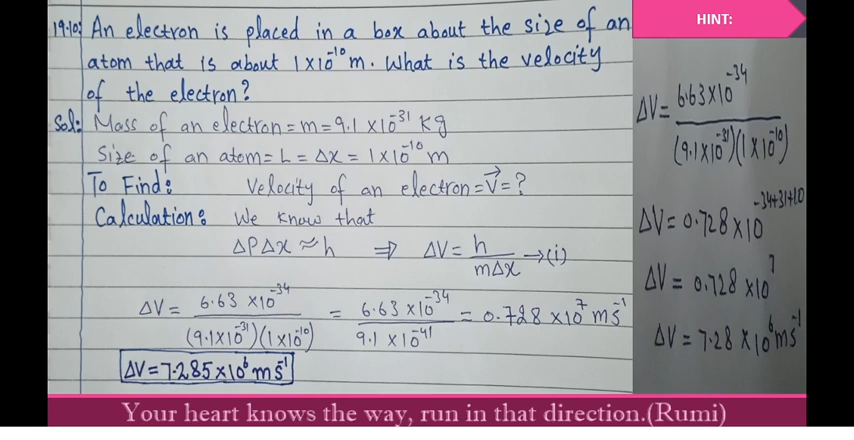 19.10: An electron is placed in a box about the size of an
atom that is about 1×10⁻¹⁰ m. What is the velocity
of the electron?
Sol: Mass of an electron = m = 9.1 ×10⁻³¹ Kg
Size of an atom = L = Δx = 1×10⁻¹⁰ m
To Find: Velocity of an electron = V⃗ = ?
Calculation: We know that
ΔPΔX ≈ h ⇒ ΔV = h/mΔX →(i)
ΔV = 6.63 ×10⁻³⁴/(9.1×10⁻³¹)(1×10⁻¹⁰) = 6.63×10⁻³⁴/9.1 ×10⁻⁴¹ = 0.728 ×10⁷ ms⁻¹
ΔV = 7.285×10⁶ ms⁻¹
HINT:
ΔV = 6.63×10⁻³⁴/(9.1×10⁻³¹)(1×10⁻¹⁰)
ΔV = 0.728×10⁻³⁴⁺³¹⁺¹⁰
ΔV = 0.728 ×10⁷
ΔV = 7.28 ×10⁶ ms⁻¹
Your heart knows the way, run in that direction.(Rumi)